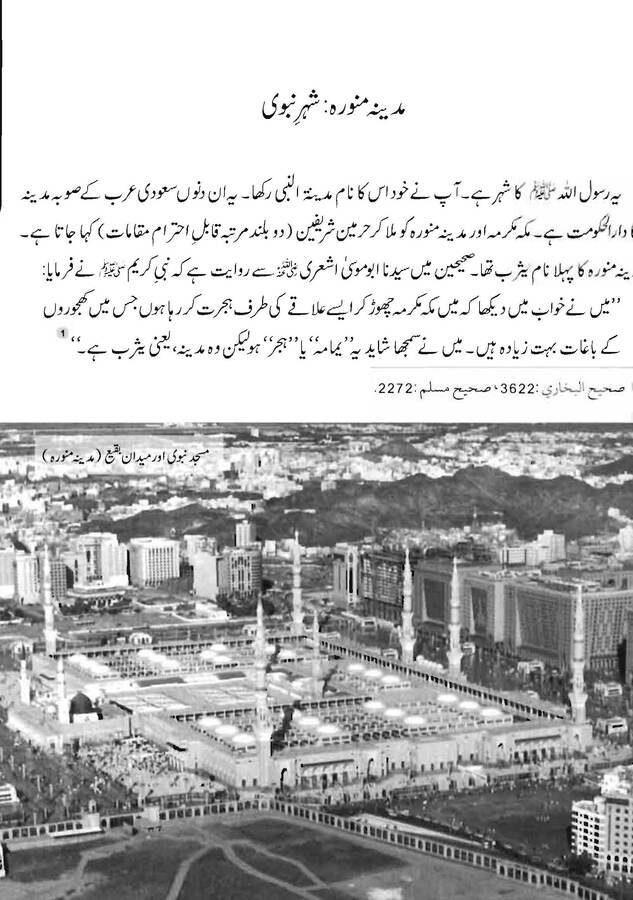 مدینہ منورہ: شہرِ نبوی
یہ رسول اللہ ﷺ کا شہر ہے۔ آپ نے خود اس کا نام مدینۃ النبی رکھا۔ یہ ان دنوں سعودی عرب کے صوبہ مدینہ
کا دارالحکومت ہے۔ مکہ مکرمہ اور مدینہ منورہ کو ملا کر حرمین شریفین (دو بلند مرتبہ قابلِ احترام مقامات) کہا جاتا ہے۔
مدینہ منورہ کا پہلا نام یثرب تھا۔ صحیحین میں سیدنا ابو موسیٰ اشعری رضی اللہ عنہ سے روایت ہے کہ نبی کریم ﷺ نے فرمایا:
”میں نے خواب میں دیکھا کہ میں مکہ مکرمہ چھوڑ کر ایسے علاقے کی طرف ہجرت کر رہا ہوں جس میں کھجوروں
کے باغات بہت زیادہ ہیں۔ میں نے سمجھا شاید یہ ”یمامہ“ یا ”ہجر“ ہو لیکن وہ مدینہ، یعنی یثرب ہے۔“ 1
1 صحیح البخاري: 3622، صحیح مسلم: 2272.
مسجد نبوی اور میدان بقیع (مدینہ منورہ)